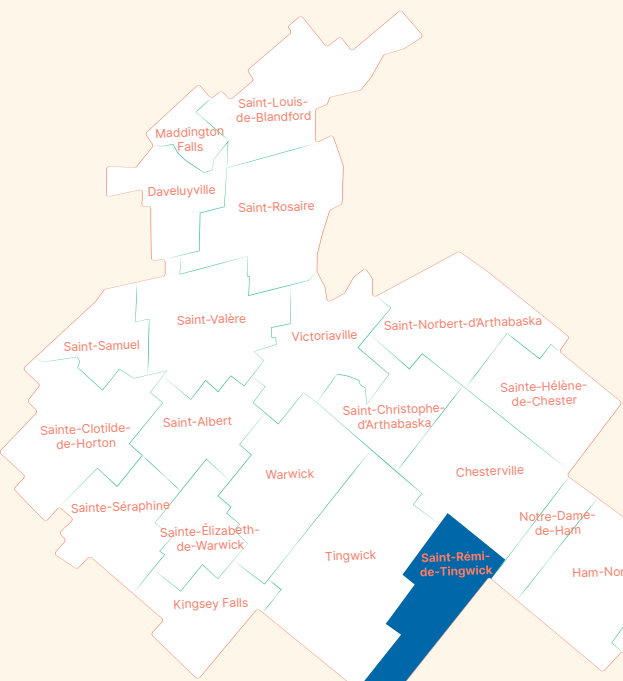 Saint-Louis-
de-Blandford
Maddington
Falls
Daveluyville
Saint-Rosaire
Saint-Valère
Saint-Norbert-d'Arthabaska
Victoriaville
Saint-Samuel
Sainte-Hélène-
de-Chester
Saint-Christophe-
d'Arthabaska
Saint-Albert
Sainte-Clotilde-
de-Horton
Chesterville
Warwick
Sainte-Séraphine
Notre-Dame-
de-Ham
Sainte-Élizabeth-
de-Warwick
Tingwick
Saint-Rémi-
de-Tingwick
Ham-Nor
Kingsey Falls